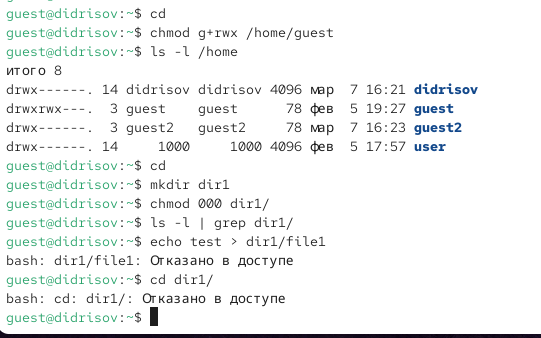 guest@didrisov:~$ cd
guest@didrisov:~$ chmod g+rwx /home/guest
guest@didrisov:~$ ls -l /home
итого 8
drwx------. 14 didrisov didrisov 4096 мар  7 16:21 didrisov
drwxrwx---.  3 guest    guest      78 фев  5 19:27 guest
drwx------.  3 guest2   guest2     78 мар  7 16:23 guest2
drwx------. 14     1000     1000 4096 фев  5 17:57 user
guest@didrisov:~$ cd
guest@didrisov:~$ mkdir dir1
guest@didrisov:~$ chmod 000 dir1/
guest@didrisov:~$ ls -l | grep dir1/
guest@didrisov:~$ echo test > dir1/file1
bash: dir1/file1: Отказано в доступе
guest@didrisov:~$ cd dir1/
bash: cd: dir1/: Отказано в доступе
guest@didrisov:~$